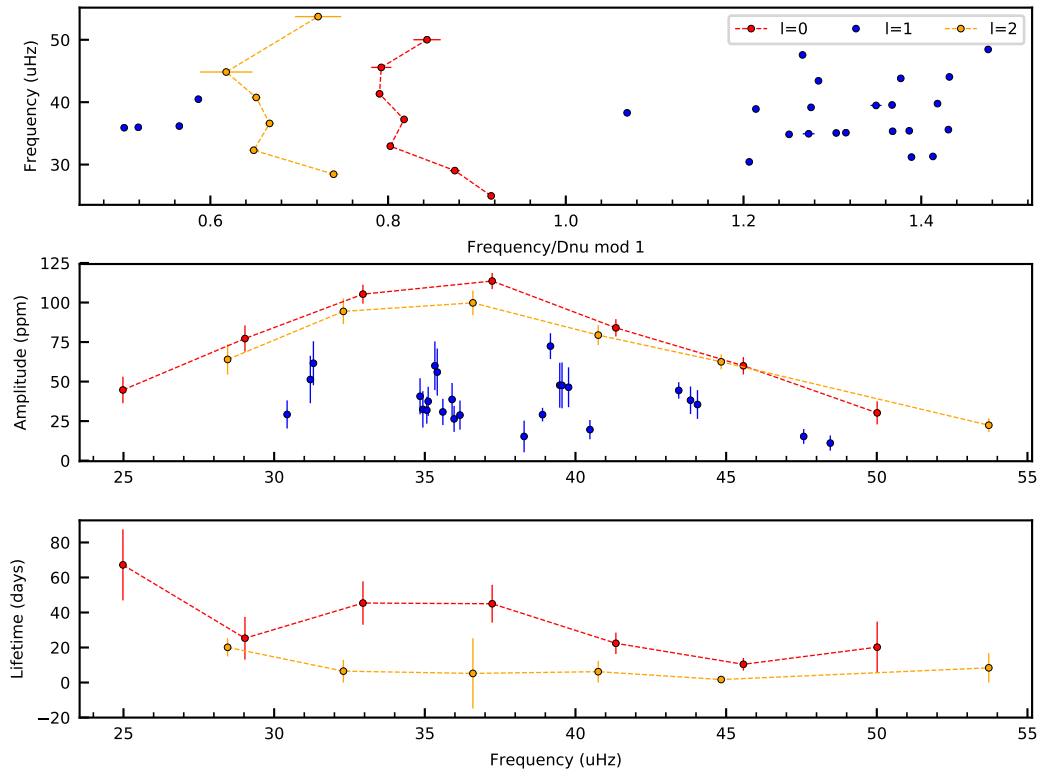 l=0 l=1 l=2
Frequency (uHz)
50
40
30
0.6 0.8 1.0 1.2 1.4
Frequency/Dnu mod 1
Amplitude (ppm)
125
100
75
50
25
0
25 30 35 40 45 50 55
Lifetime (days)
80
60
40
20
0
−20
25 30 35 40 45 50 55
Frequency (uHz)